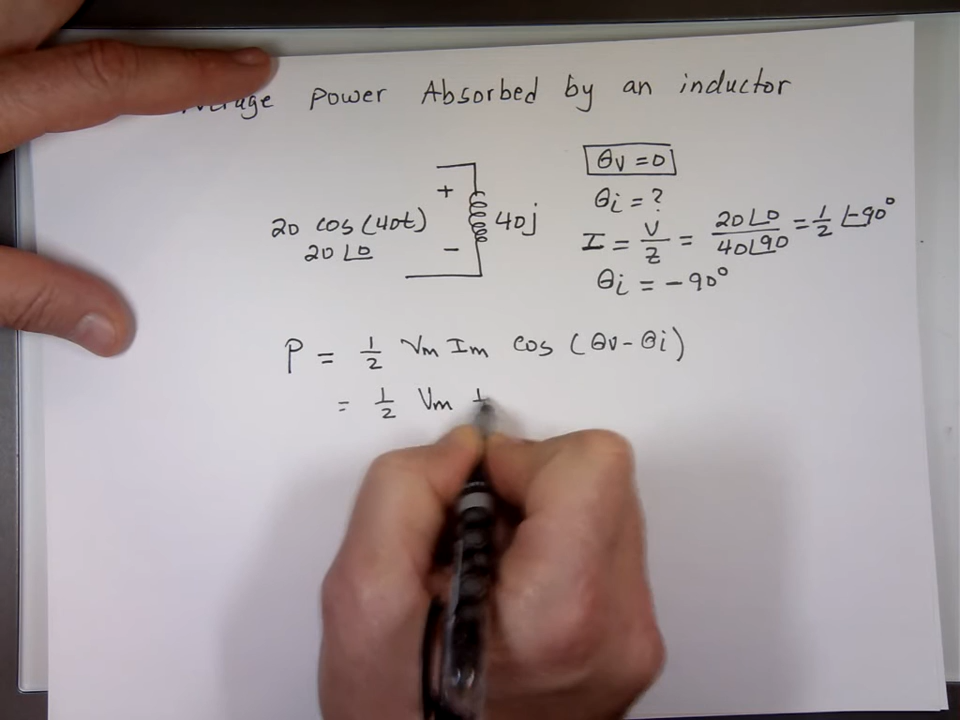 Power Absorbed by an inductor
θv = 0
θi = ?
20 cos (40t)
20∠0
+
−
40j
I = V/Z = 20∠0/40∠90 = 1/2 ∠-90°
θi = -90°
P = 1/2 Vm Im cos (θv - θi)
= 1/2 Vm